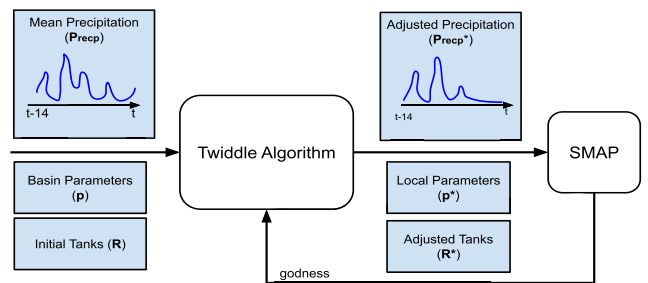 Mean Precipitation
(Precp)
t-14
t
Basin Parameters
(p)
Initial Tanks (R)
Twiddle Algorithm
Adjusted Precipitation
(Precp*)
t-14
t
Local Parameters
(p*)
Adjusted Tanks
(R*)
SMAP
godness